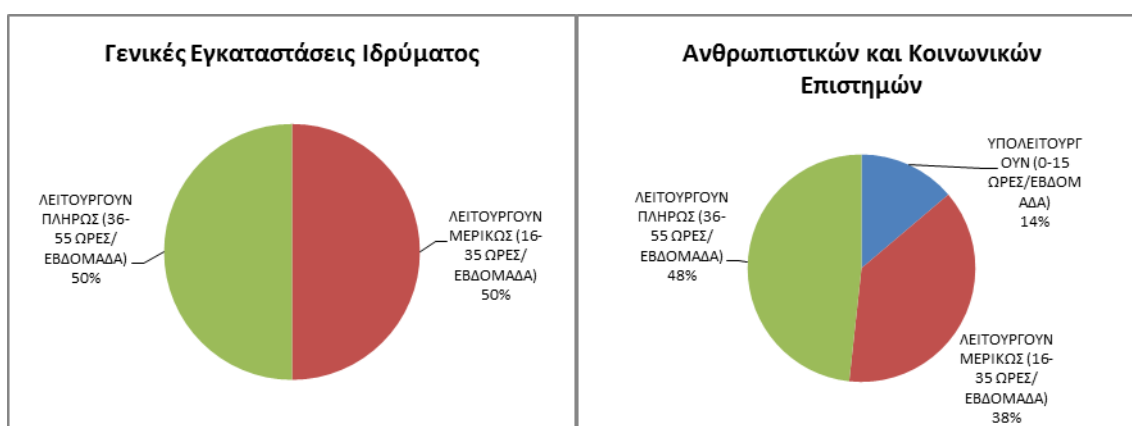 Γενικές Εγκαταστάσεις Ιδρύματος
ΛΕΙΤΟΥΡΓΟΥΝ
ΠΛΗΡΩΣ (36-
55 ΩΡΕΣ/
ΕΒΔΟΜΑΔΑ)
50%
ΛΕΙΤΟΥΡΓΟΥΝ
ΜΕΡΙΚΩΣ (16-
35 ΩΡΕΣ/
ΕΒΔΟΜΑΔΑ)
50%
Ανθρωπιστικών και Κοινωνικών
Επιστημών
ΥΠΟΛΕΙΤΟΥΡΓ
ΟΥΝ (0-15
ΩΡΕΣ/ΕΒΔΟΜ
ΑΔΑ)
14%
ΛΕΙΤΟΥΡΓΟΥΝ
ΠΛΗΡΩΣ (36-
55 ΩΡΕΣ/
ΕΒΔΟΜΑΔΑ)
48%
ΛΕΙΤΟΥΡΓΟΥΝ
ΜΕΡΙΚΩΣ (16-
35 ΩΡΕΣ/
ΕΒΔΟΜΑΔΑ)
38%